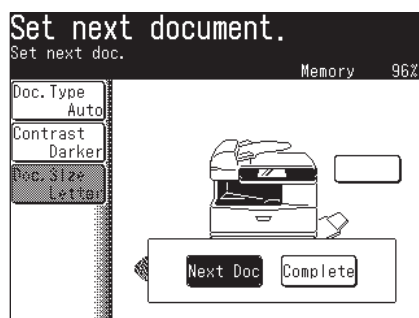 Set next document.
Set next doc.
Memory 96%
Doc.Type
Auto
Contrast
Darker
Doc.Size
Letter
Next Doc Complete